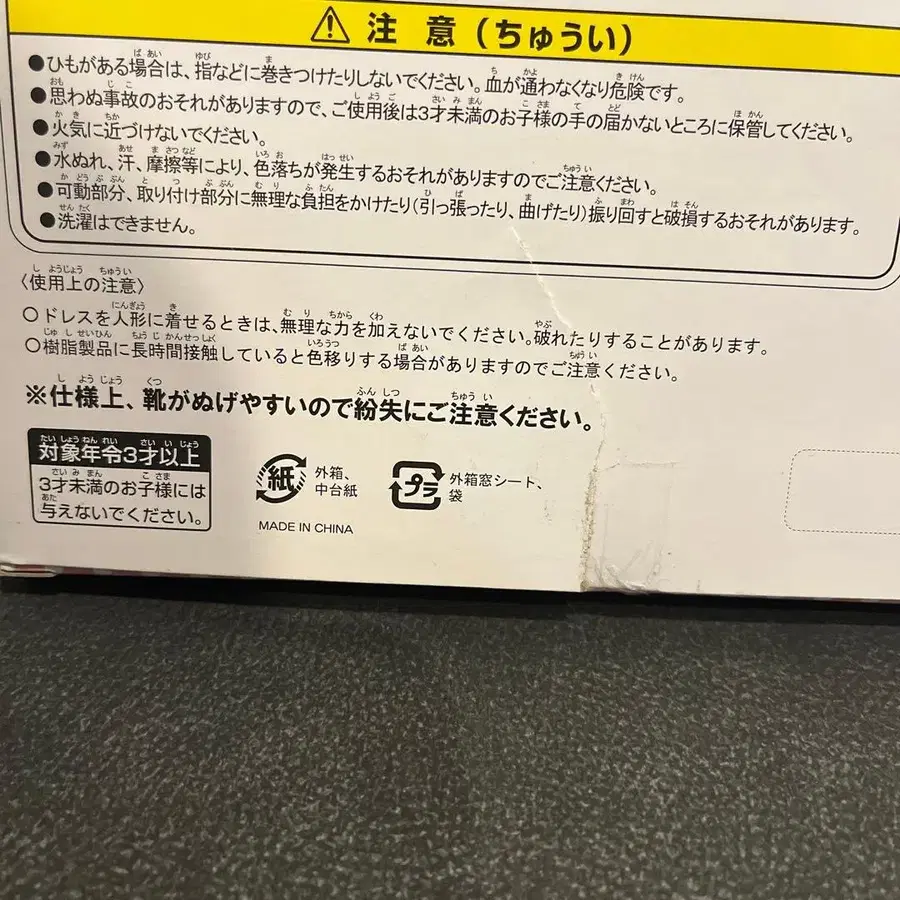 ⚠ 注意(ちゅうい)
●ひもがある場合は、指などに巻きつけたりしないでください。血が通わなくなり危険です。
●思わぬ事故のおそれがありますので、ご使用後は3才未満のお子様の手の届かないところに保管してください。
●火気に近づけないでください。
●水ぬれ、汗、摩擦等により、色落ちが発生するおそれがありますのでご注意ください。
●可動部分、取り付け部分に無理な負担をかけたり(引っ張ったり、曲げたり)振り回すと破損するおそれがあります。
●洗濯はできません。
〈使用上の注意〉
○ドレスを人形に着せるときは、無理な力を加えないでください。破れたりすることがあります。
○樹脂製品に長時間接触していると色移りする場合がありますのでご注意ください。
※仕様上、靴がぬげやすいので紛失にご注意ください。
対象年令3才以上
3才未満のお子様には
与えないでください。
紙 外箱、
中台紙
プラ 外箱窓シート、
袋
MADE IN CHINA